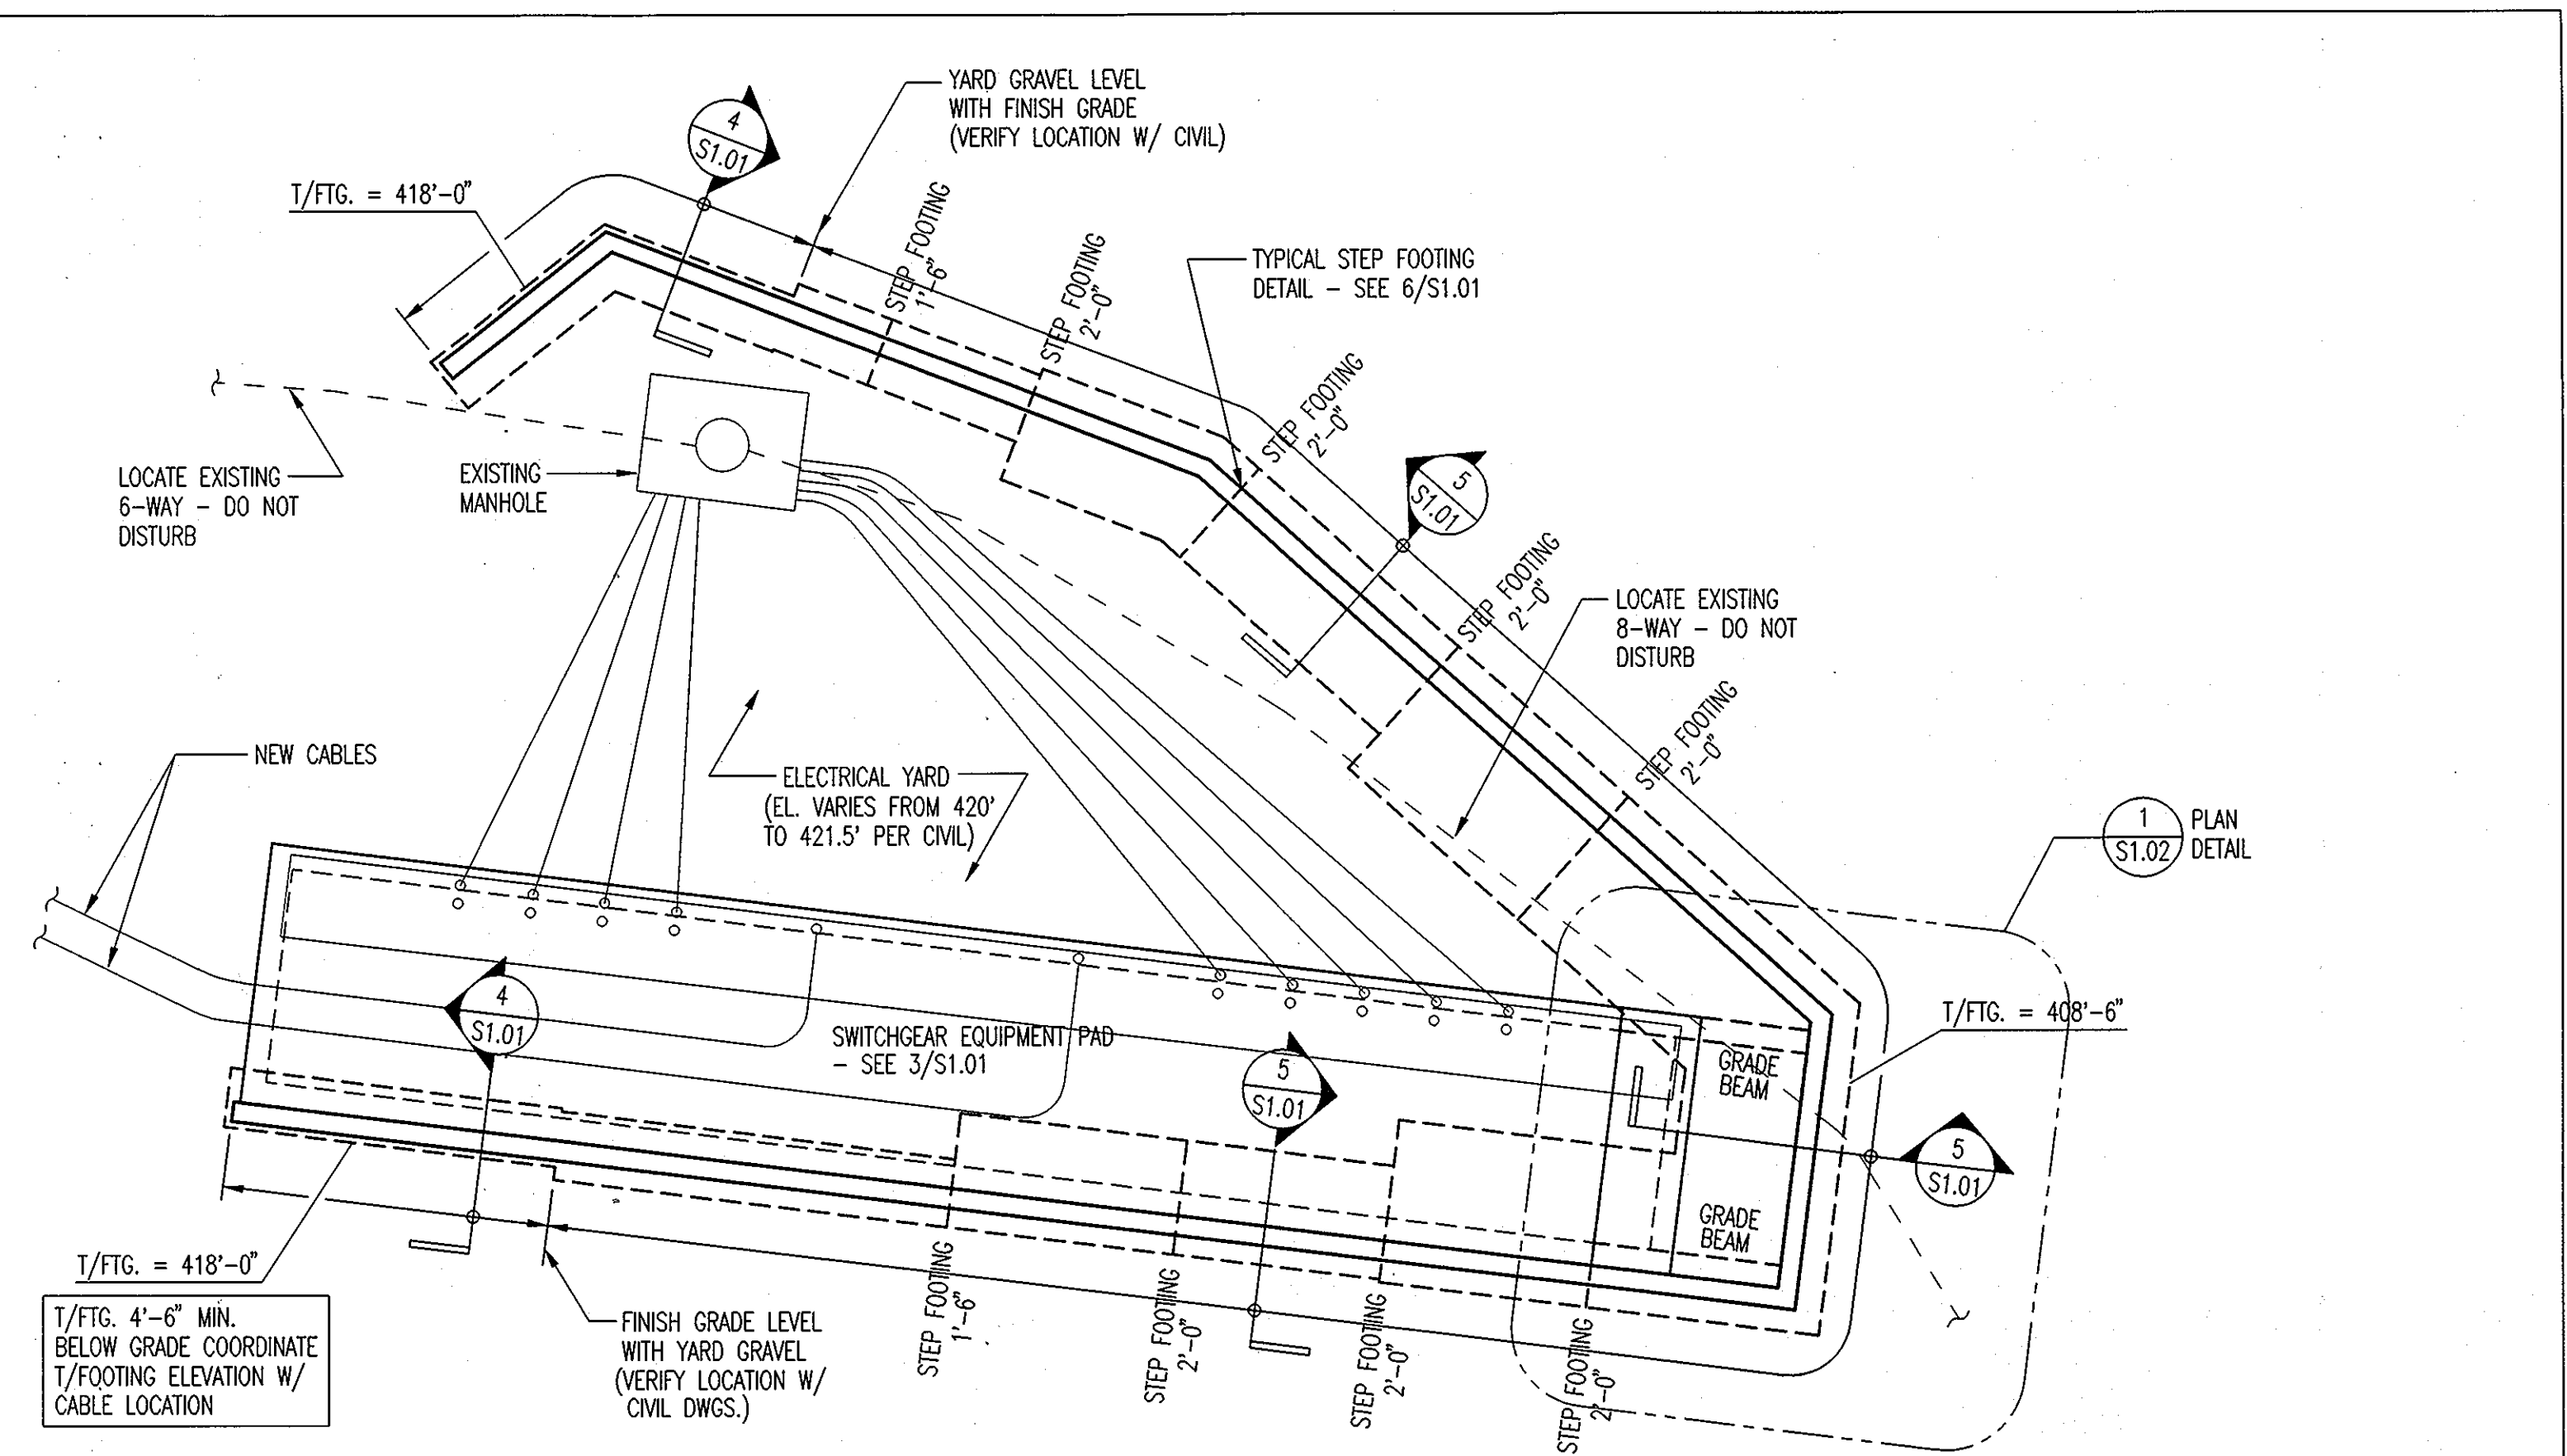 YARD GRAVEL LEVEL
WITH FINISH GRADE
(VERIFY LOCATION W/ CIVIL)
4
S1.01
T/FTG. = 418'-0"
STEP FOOTING
1'-6"
STEP FOOTING
2'-0"
TYPICAL STEP FOOTING
DETAIL - SEE 6/S1.01
STEP FOOTING
2'-0"
5
S1.01
LOCATE EXISTING
6-WAY - DO NOT
DISTURB
EXISTING
MANHOLE
STEP FOOTING
2'-0"
LOCATE EXISTING
8-WAY - DO NOT
DISTURB
STEP FOOTING
2'-0"
NEW CABLES
ELECTRICAL YARD
(EL. VARIES FROM 420'
TO 421.5' PER CIVIL)
1
S1.02
PLAN
DETAIL
4
S1.01
SWITCHGEAR EQUIPMENT PAD
- SEE 3/S1.01
5
S1.01
GRADE
BEAM
T/FTG. = 408'-6"
5
S1.01
GRADE
BEAM
T/FTG. = 418'-0"
T/FTG. 4'-6" MIN.
BELOW GRADE COORDINATE
T/FOOTING ELEVATION W/
CABLE LOCATION
FINISH GRADE LEVEL
WITH YARD GRAVEL
(VERIFY LOCATION W/
CIVIL DWGS.)
STEP FOOTING
1'-6"
STEP FOOTING
2'-0"
STEP FOOTING
2'-0"
STEP FOOTING
2'-0"